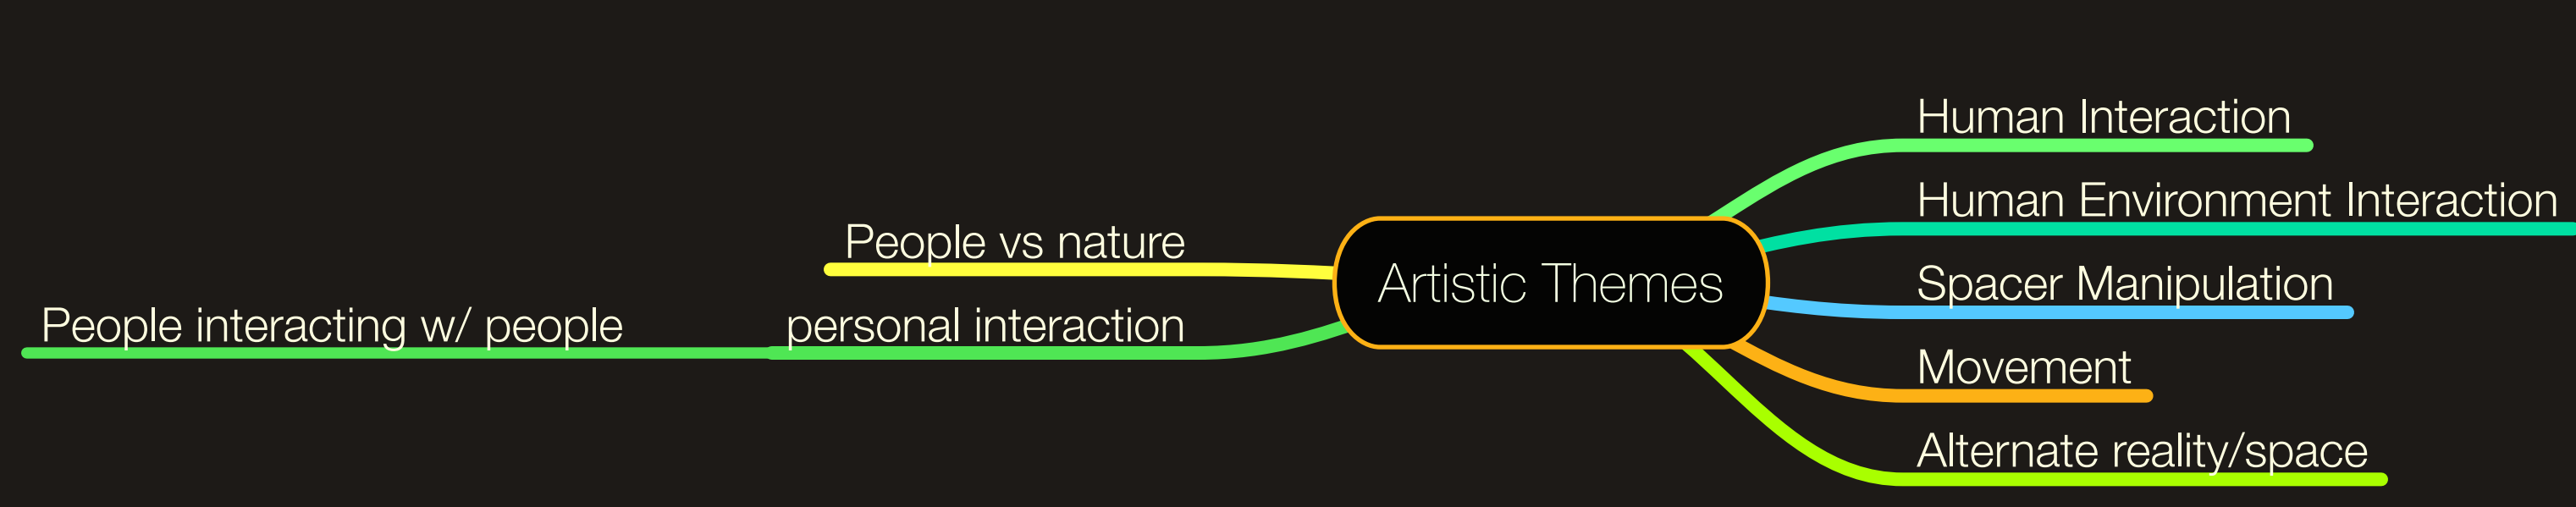 Human Interaction
Human Environment Interaction
People vs nature
Artistic Themes
Spacer Manipulation
People interacting w/ people
personal interaction
Movement
Alternate reality/space